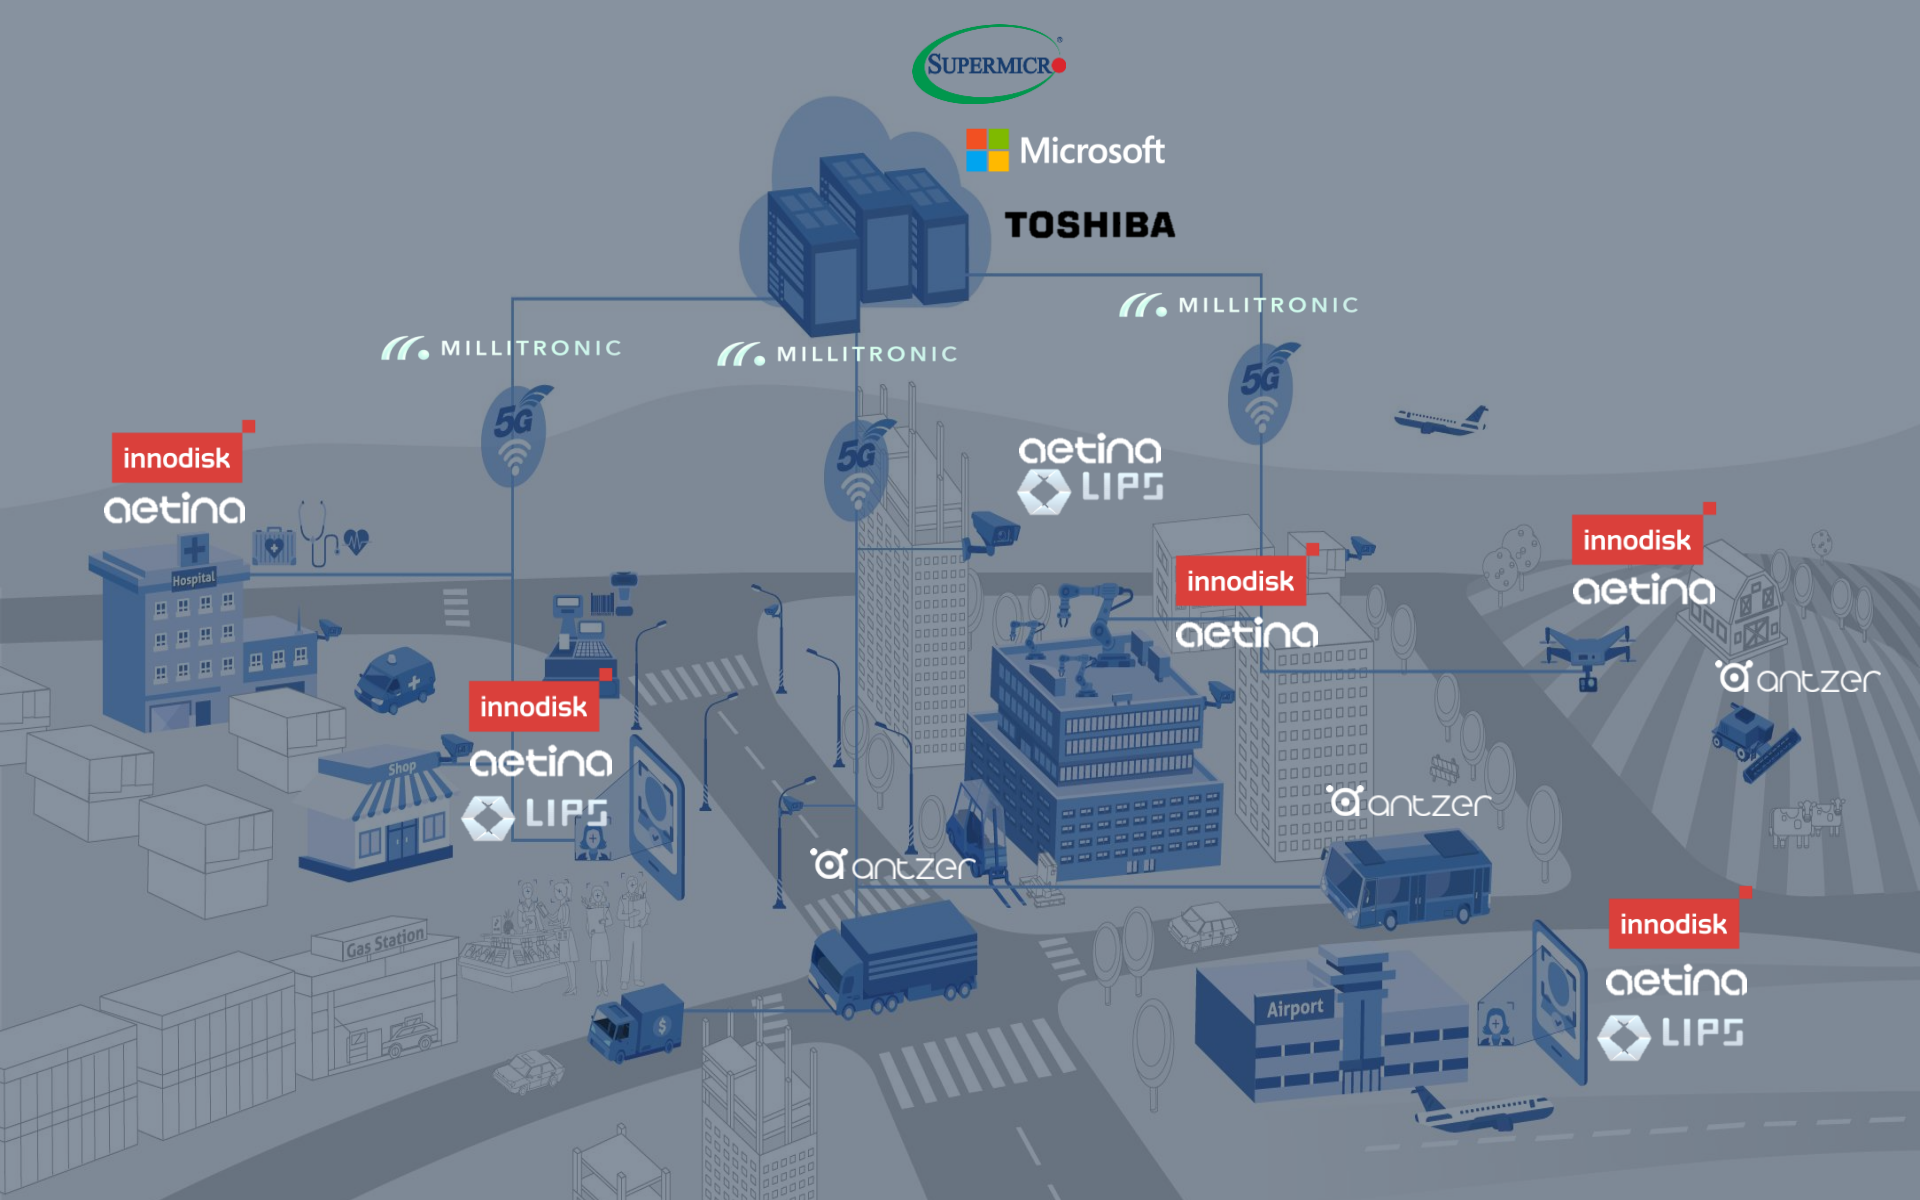 SUPERMICR
Microsoft
TOSHIBA
MILLITRONIC
MILLITRONIC
MILLITRONIC
5G
5G
5G
innodisk
aetina
Hospital
aetina
LIPS
innodisk
aetina
innodisk
aetina
antzer
innodisk
aetina
LIPS
Shop
antzer
antzer
Gas Station
$
innodisk
aetina
LIPS
Airport